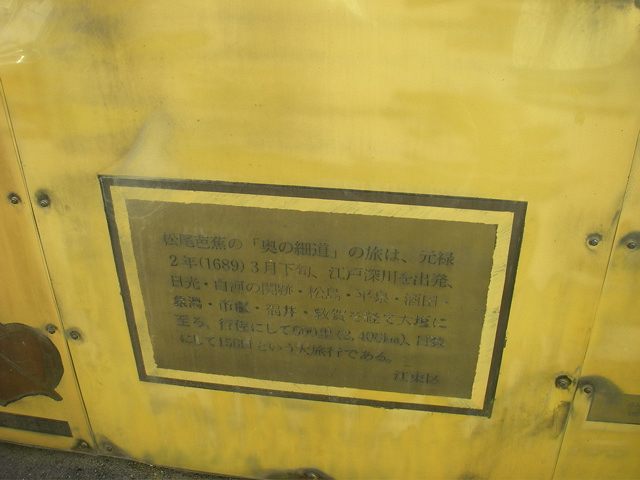 松尾芭蕉の「奥の細道」の旅は、元禄
2年(1689)3月下旬、江戸深川を出発、
日光・白河の関跡・松島・平泉・酒田・
象潟・市振・福井・敦賀を経て大垣に
至る、行程にして600里(2,400km)、日数
にして150日という大旅行である。
江東区